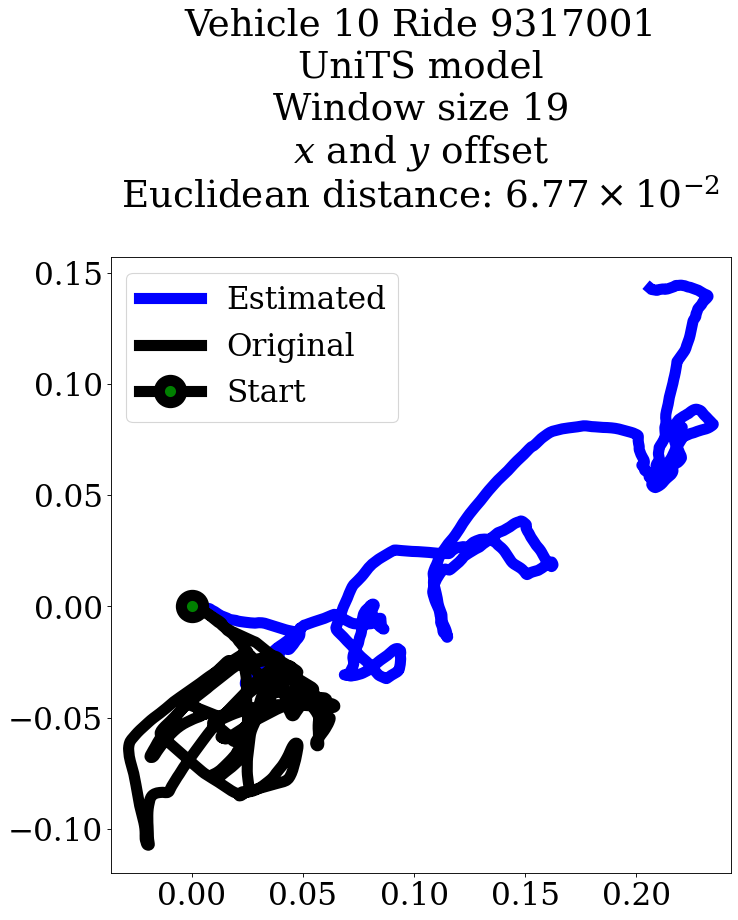 Vehicle 10 Ride 9317001
UniTS model
Window size 19
x and y offset
Euclidean distance: 6.77 × 10⁻²
Estimated
Original
Start
0.15
0.10
0.05
0.00
−0.05
−0.10
0.00 0.05 0.10 0.15 0.20